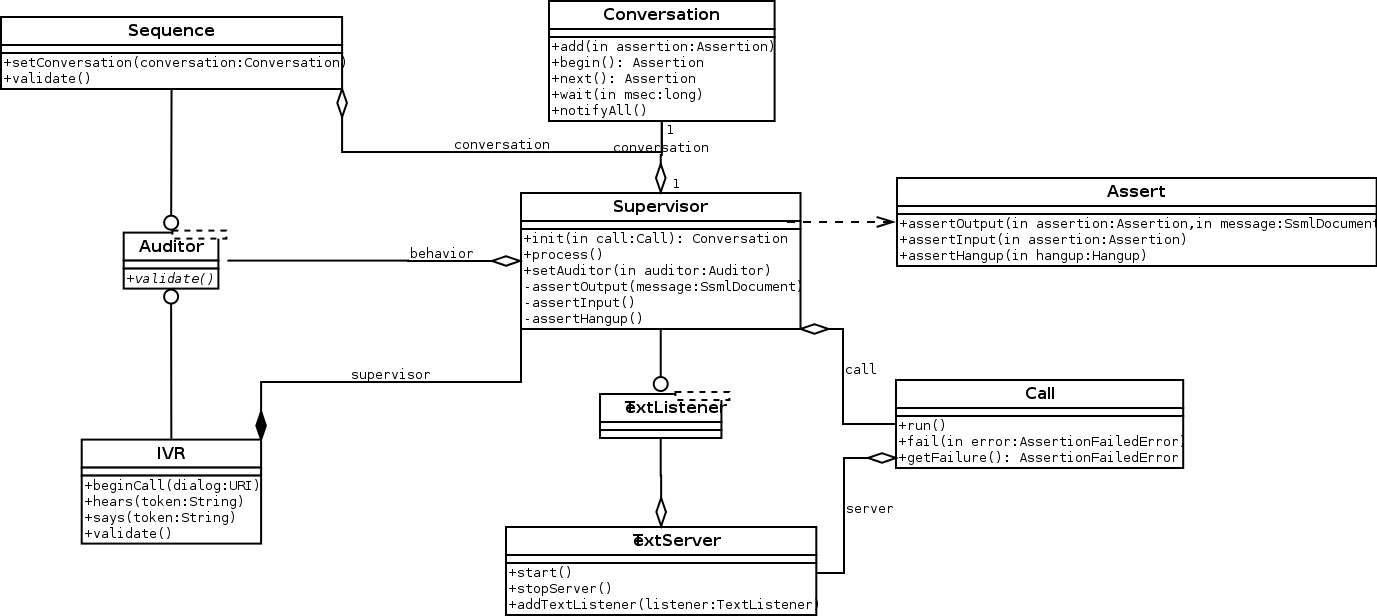 Sequence
+setConversation(conversation:Conversation)
+validate()
Conversation
+add(in assertion:Assertion)
+begin(): Assertion
+next(): Assertion
+wait(in msec:long)
+notifyAll()
1
conversation
conversation
1
Supervisor
+init(in call:Call): Conversation
+process()
+setAuditor(in auditor:Auditor)
-assertOutput(message:SsmlDocument)
-assertInput()
-assertHangup()
Assert
+assertOutput(in assertion:Assertion,in message:SsmlDocument
+assertInput(in assertion:Assertion)
+assertHangup(in hangup:Hangup)
Auditor
+validate()
behavior
supervisor
call
IVR
+beginCall(dialog:URI)
+hears(token:String)
+says(token:String)
+validate()
TextListener
Call
+run()
+fail(in error:AssertionFailedError)
+getFailure(): AssertionFailedError
server
TextServer
+start()
+stopServer()
+addTextListener(listener:TextListener)